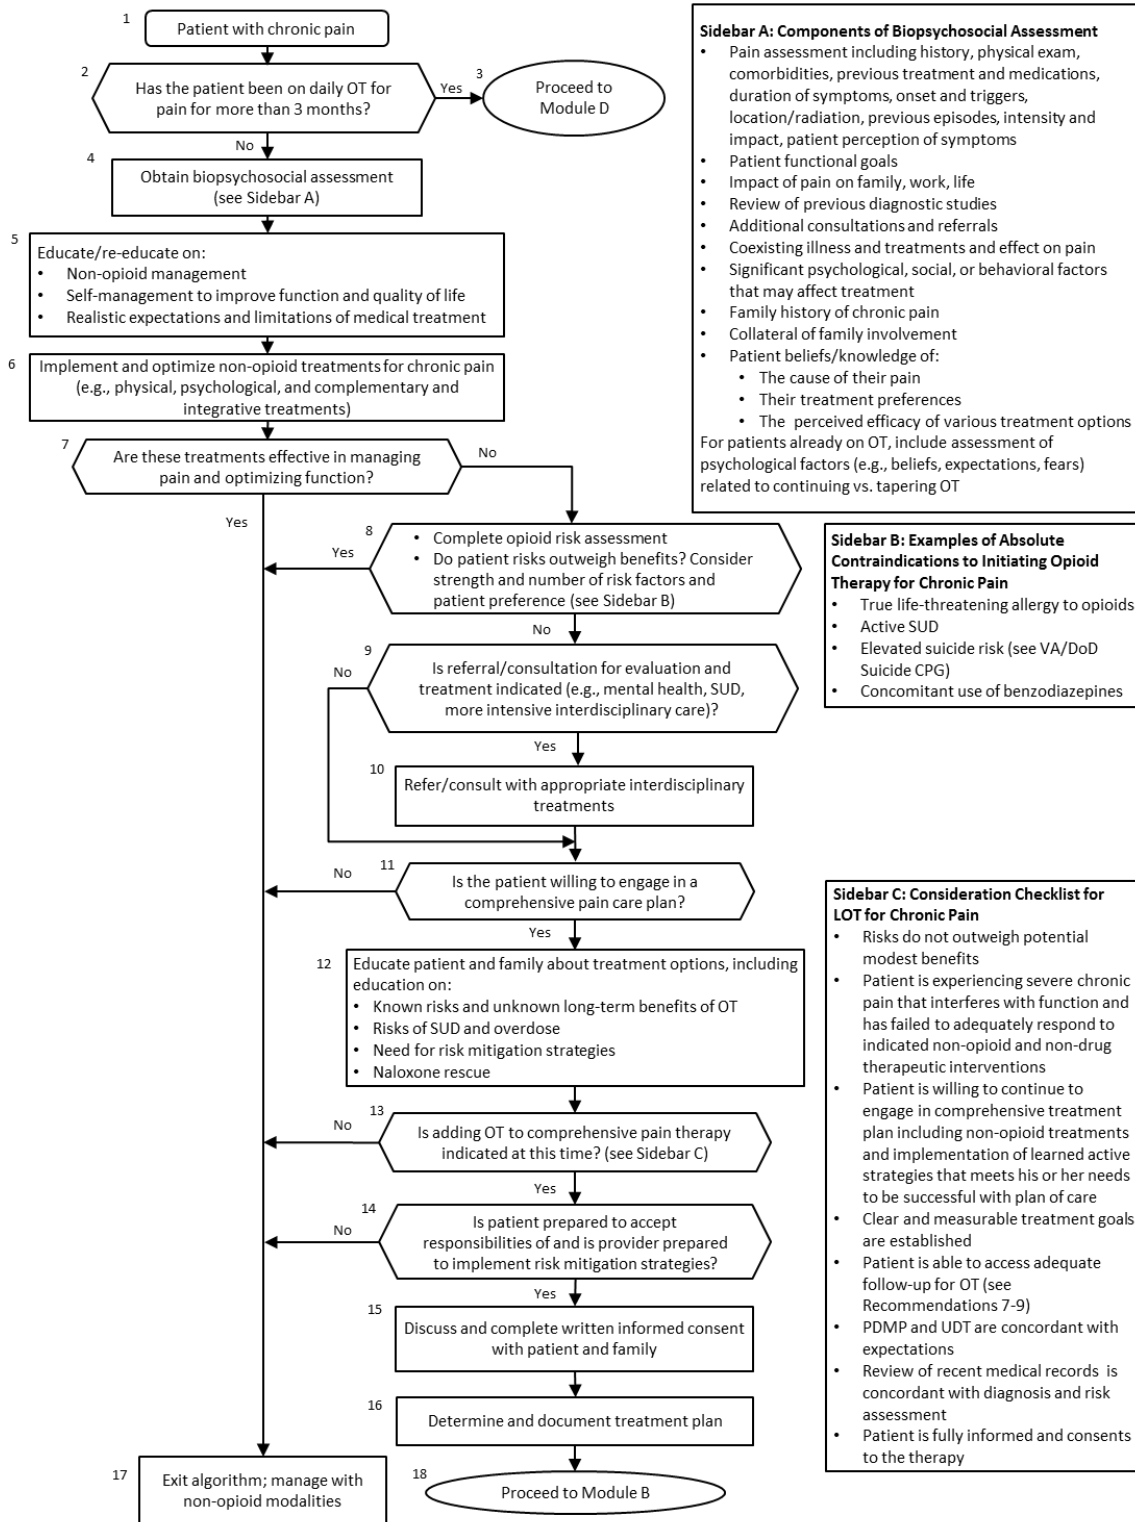 1
Patient with chronic pain
2
Has the patient been on daily OT for
pain for more than 3 months?
Yes
3
Proceed to
Module D
No
4
Obtain biopsychosocial assessment
(see Sidebar A)
5
Educate/re-educate on:
• Non-opioid management
• Self-management to improve function and quality of life
• Realistic expectations and limitations of medical treatment
6
Implement and optimize non-opioid treatments for chronic pain
(e.g., physical, psychological, and complementary and
integrative treatments)
7
Are these treatments effective in managing
pain and optimizing function?
No
Yes
8
• Complete opioid risk assessment
• Do patient risks outweigh benefits? Consider
strength and number of risk factors and
patient preference (see Sidebar B)
Yes
No
9
Is referral/consultation for evaluation and
treatment indicated (e.g., mental health, SUD,
more intensive interdisciplinary care)?
No
Yes
10
Refer/consult with appropriate interdisciplinary
treatments
11
Is the patient willing to engage in a
comprehensive pain care plan?
No
Yes
12
Educate patient and family about treatment options, including
education on:
• Known risks and unknown long-term benefits of OT
• Risks of SUD and overdose
• Need for risk mitigation strategies
• Naloxone rescue
13
Is adding OT to comprehensive pain therapy
indicated at this time? (see Sidebar C)
No
Yes
14
Is patient prepared to accept
responsibilities of and is provider prepared
to implement risk mitigation strategies?
No
Yes
15
Discuss and complete written informed consent
with patient and family
16
Determine and document treatment plan
17
Exit algorithm; manage with
non-opioid modalities
18
Proceed to Module B
Sidebar A: Components of Biopsychosocial Assessment
• Pain assessment including history, physical exam,
comorbidities, previous treatment and medications,
duration of symptoms, onset and triggers,
location/radiation, previous episodes, intensity and
impact, patient perception of symptoms
• Patient functional goals
• Impact of pain on family, work, life
• Review of previous diagnostic studies
• Additional consultations and referrals
• Coexisting illness and treatments and effect on pain
• Significant psychological, social, or behavioral factors
that may affect treatment
• Family history of chronic pain
• Collateral of family involvement
• Patient beliefs/knowledge of:
• The cause of their pain
• Their treatment preferences
• The perceived efficacy of various treatment options
For patients already on OT, include assessment of
psychological factors (e.g., beliefs, expectations, fears)
related to continuing vs. tapering OT
Sidebar B: Examples of Absolute
Contraindications to Initiating Opioid
Therapy for Chronic Pain
• True life-threatening allergy to opioids
• Active SUD
• Elevated suicide risk (see VA/DoD
Suicide CPG)
• Concomitant use of benzodiazepines
Sidebar C: Consideration Checklist for
LOT for Chronic Pain
• Risks do not outweigh potential
modest benefits
• Patient is experiencing severe chronic
pain that interferes with function and
has failed to adequately respond to
indicated non-opioid and non-drug
therapeutic interventions
• Patient is willing to continue to
engage in comprehensive treatment
plan including non-opioid treatments
and implementation of learned active
strategies that meets his or her needs
to be successful with plan of care
• Clear and measurable treatment goals
are established
• Patient is able to access adequate
follow-up for OT (see
Recommendations 7-9)
• PDMP and UDT are concordant with
expectations
• Review of recent medical records is
concordant with diagnosis and risk
assessment
• Patient is fully informed and consents
to the therapy